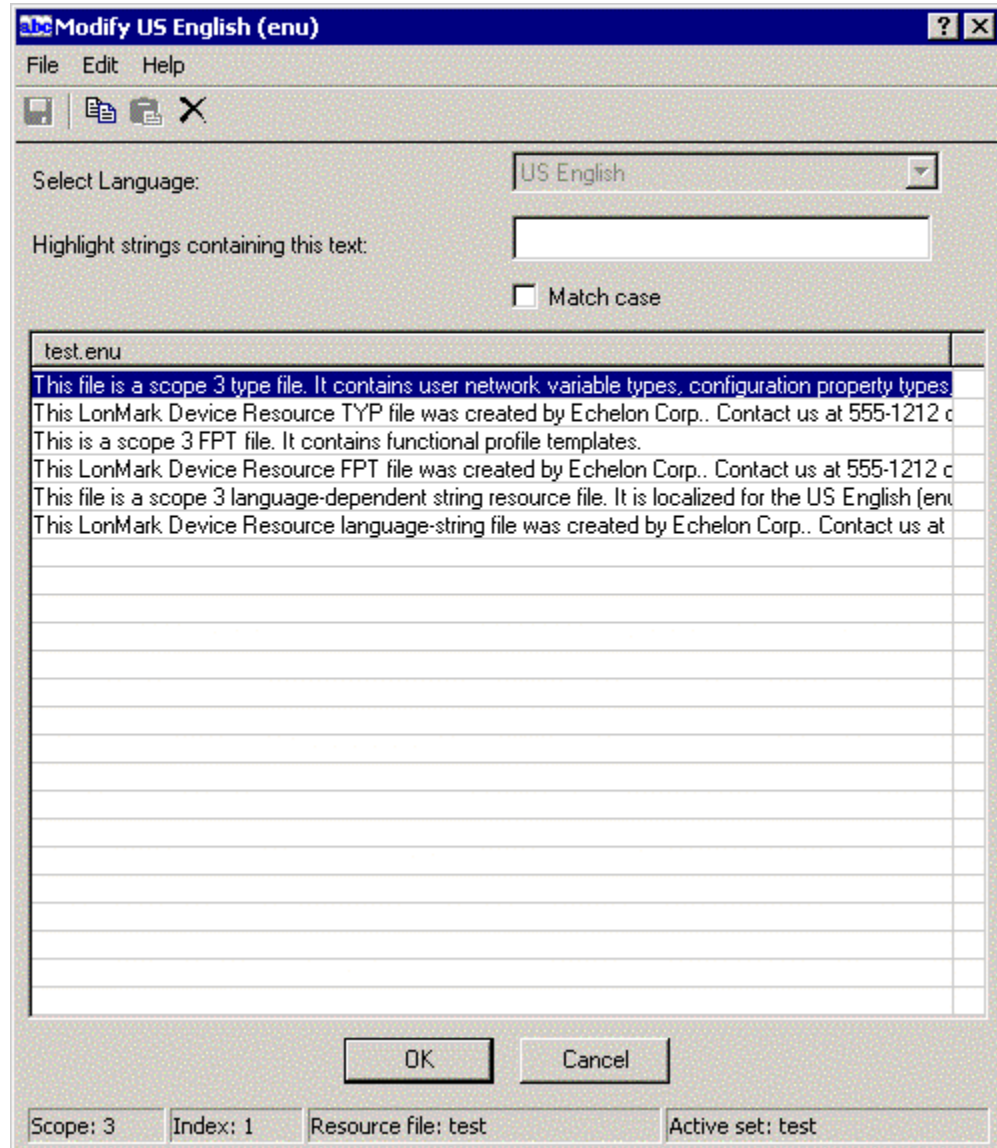 abc Modify US English (enu)
File Edit Help
Select Language: US English
Highlight strings containing this text:
Match case
test.enu
This file is a scope 3 type file. It contains user network variable types, configuration property types,
This LonMark Device Resource TYP file was created by Echelon Corp.. Contact us at 555-1212 c
This is a scope 3 FPT file. It contains functional profile templates.
This LonMark Device Resource FPT file was created by Echelon Corp.. Contact us at 555-1212 c
This file is a scope 3 language-dependent string resource file. It is localized for the US English (enu
This LonMark Device Resource language-string file was created by Echelon Corp.. Contact us at
OK Cancel
Scope: 3 Index: 1 Resource file: test Active set: test